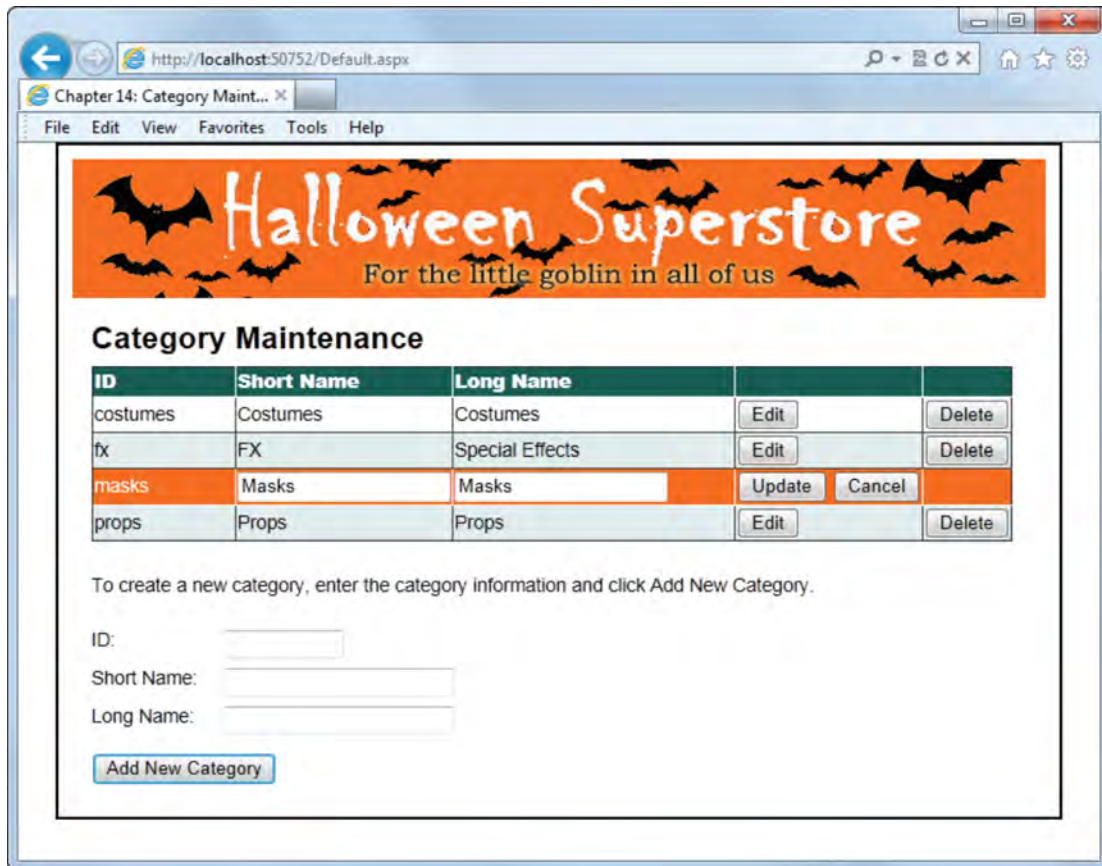 http://localhost:50752/Default.aspx
Chapter 14: Category Maint...
File Edit View Favorites Tools Help
Halloween Superstore
For the little goblin in all of us
Category Maintenance
ID Short Name Long Name
costumes Costumes Costumes Edit Delete
fx FX Special Effects Edit Delete
masks Masks Masks Update Cancel
props Props Props Edit Delete
To create a new category, enter the category information and click Add New Category.
ID:
Short Name:
Long Name:
Add New Category